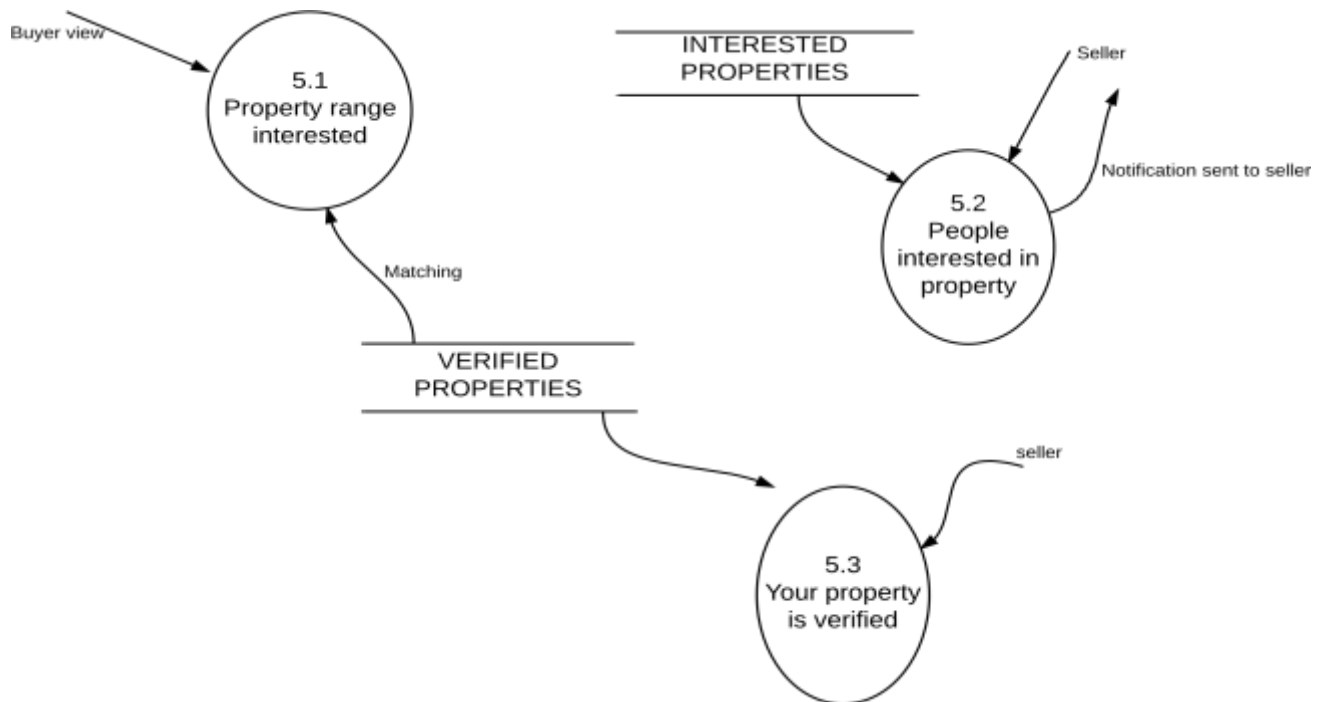 Buyer view
5.1
Property range
interested
INTERESTED
PROPERTIES
Seller
Notification sent to seller
5.2
People
interested in
property
Matching
VERIFIED
PROPERTIES
seller
5.3
Your property
is verified